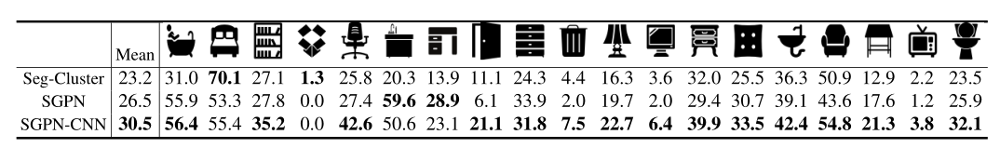 Mean
Seg-Cluster 23.2 31.0 70.1 27.1 1.3 25.8 20.3 13.9 11.1 24.3 4.4 16.3 3.6 32.0 25.5 36.3 50.9 12.9 2.2 23.5
SGPN 26.5 55.9 53.3 27.8 0.0 27.4 59.6 28.9 6.1 33.9 2.0 19.7 2.0 29.4 30.7 39.1 43.6 17.6 1.2 25.9
SGPN-CNN 30.5 56.4 55.4 35.2 0.0 42.6 50.6 23.1 21.1 31.8 7.5 22.7 6.4 39.9 33.5 42.4 54.8 21.3 3.8 32.1